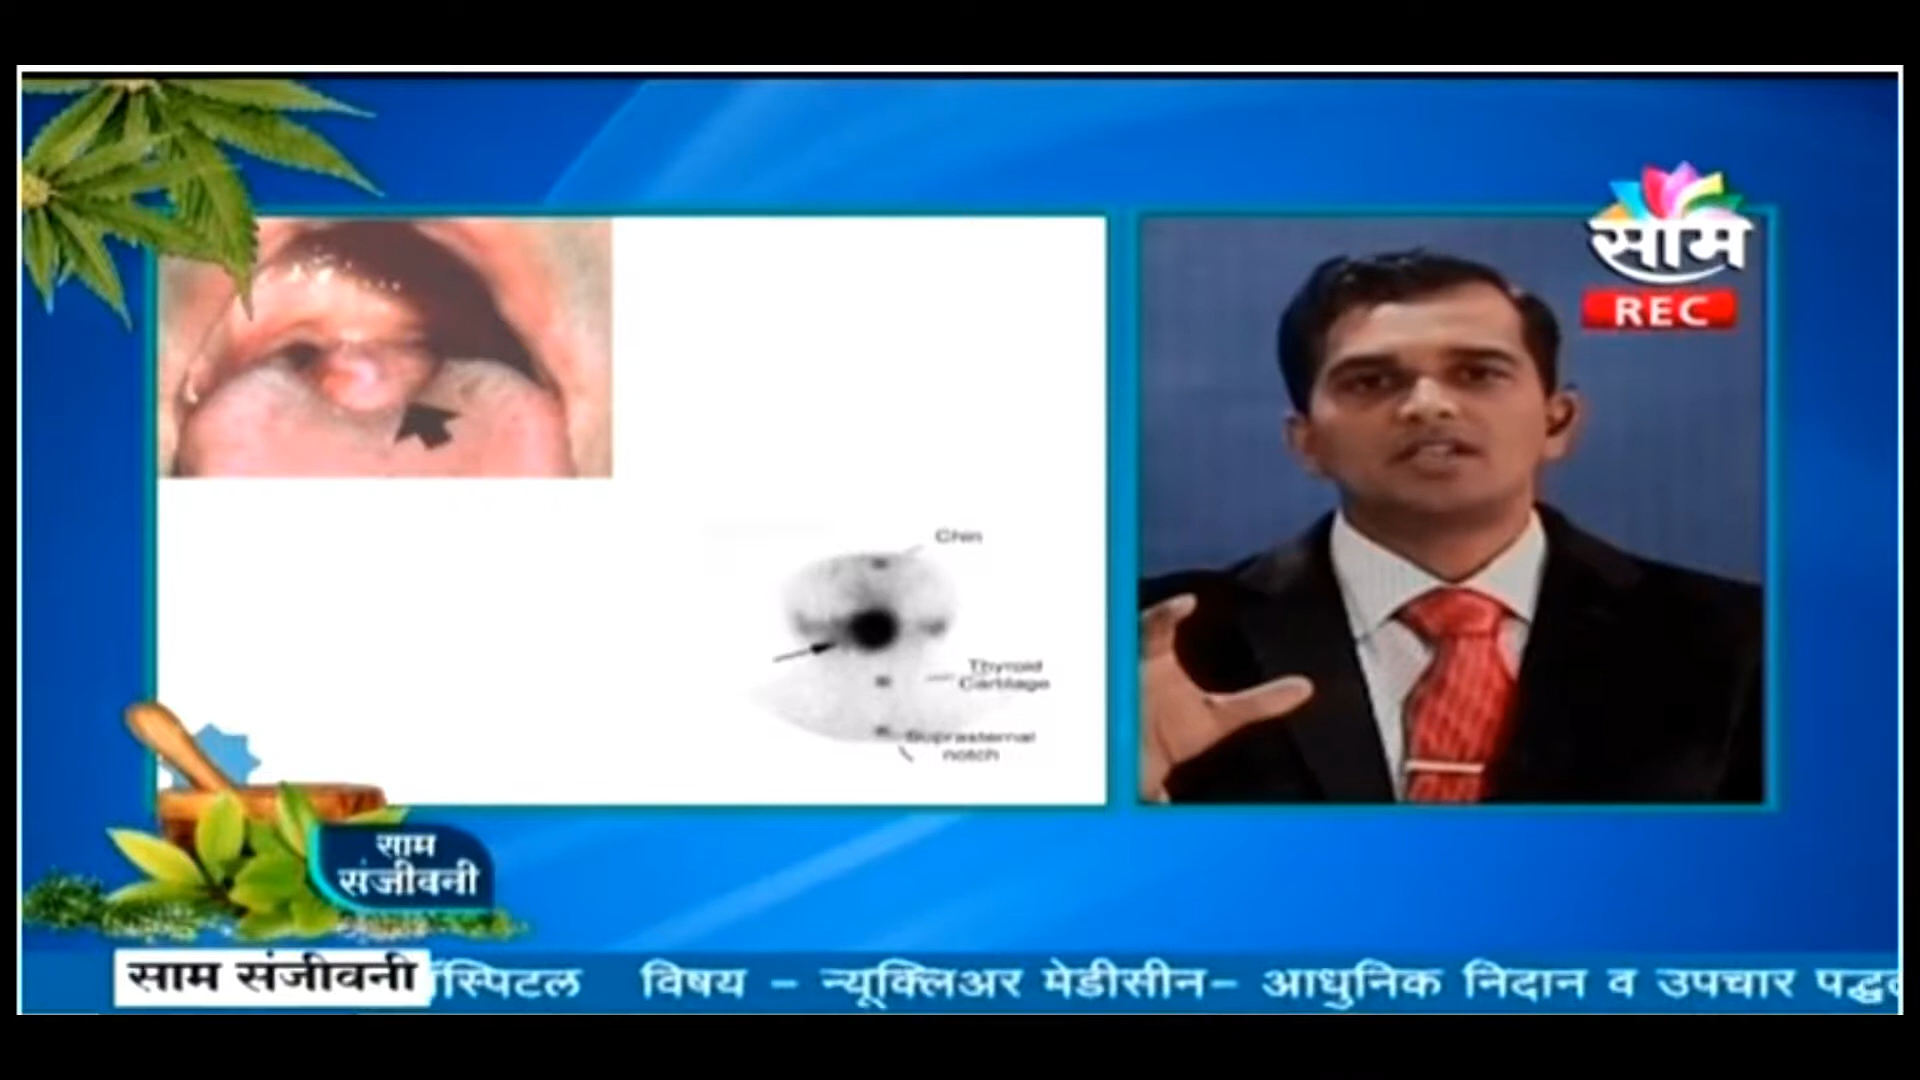 साम
REC
Chin
Thyroid
Cartilage
Suprasternal
notch
साम
संजीवनी
साम संजीवनी
ॉस्पिटल विषय - न्यूक्लिअर मेडीसीन- आधुनिक निदान व उपचार